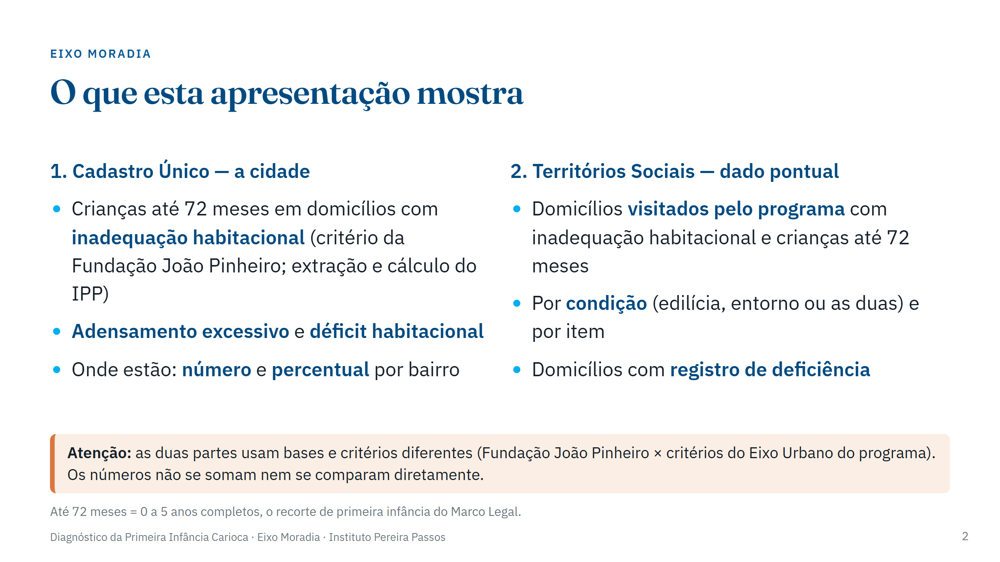 EIXO MORADIA
O que esta apresentação mostra
1. Cadastro Único — a cidade
• Crianças até 72 meses em domicílios com
inadequação habitacional (critério da
Fundação João Pinheiro; extração e cálculo do
IPP)
• Adensamento excessivo e déficit habitacional
• Onde estão: número e percentual por bairro
2. Territórios Sociais — dado pontual
• Domicílios visitados pelo programa com
inadequação habitacional e crianças até 72
meses
• Por condição (edilícia, entorno ou as duas) e
por item
• Domicílios com registro de deficiência
Atenção: as duas partes usam bases e critérios diferentes (Fundação João Pinheiro × critérios do Eixo Urbano do programa).
Os números não se somam nem se comparam diretamente.
Até 72 meses = 0 a 5 anos completos, o recorte de primeira infância do Marco Legal.
Diagnóstico da Primeira Infância Carioca · Eixo Moradia · Instituto Pereira Passos
2